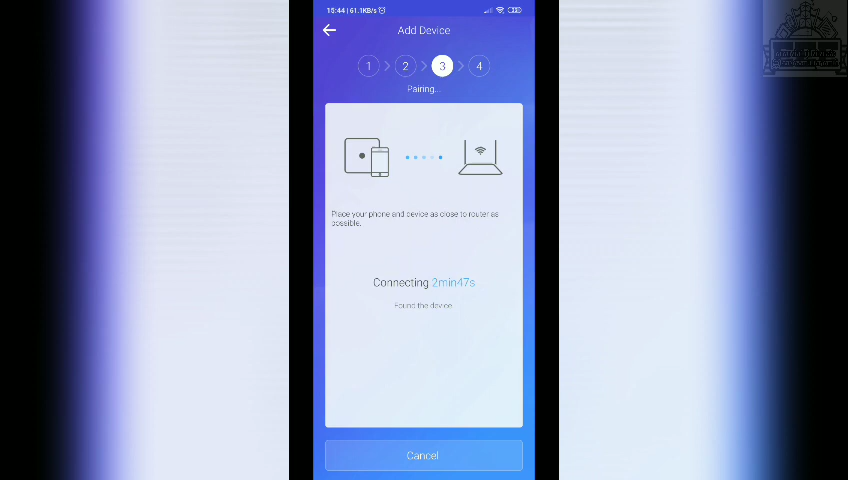 15:44 | 61.1KB/s
Add Device
1
2
3
4
Pairing...
Place your phone and device as close to router as
possible.
Connecting 2min47s
Found the device.
Cancel